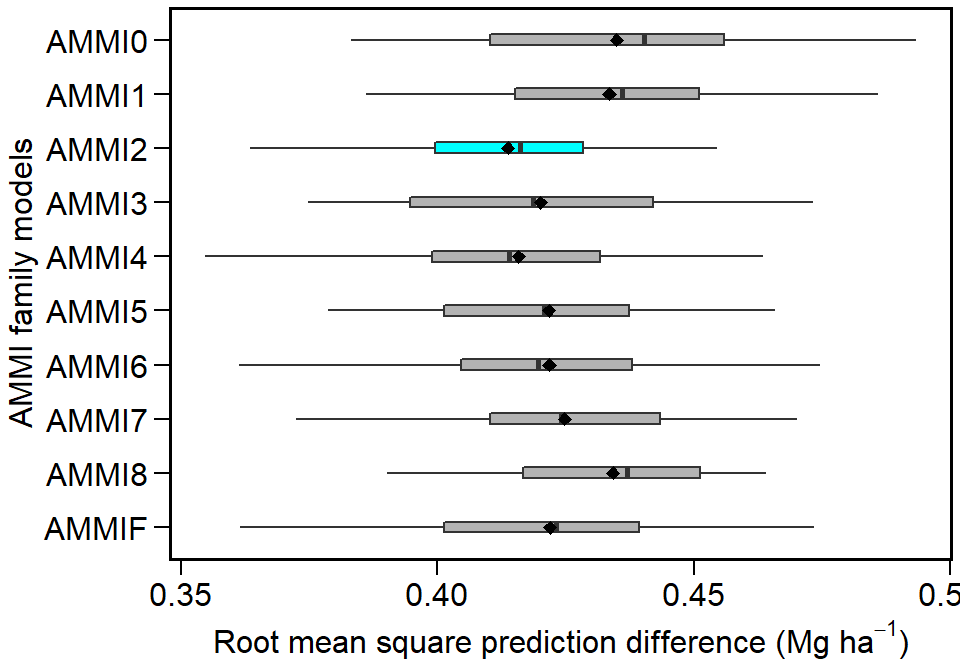 AMMI family models
AMMI0
AMMI1
AMMI2
AMMI3
AMMI4
AMMI5
AMMI6
AMMI7
AMMI8
AMMIF
0.35 0.40 0.45 0.5
Root mean square prediction difference (Mg ha⁻¹)